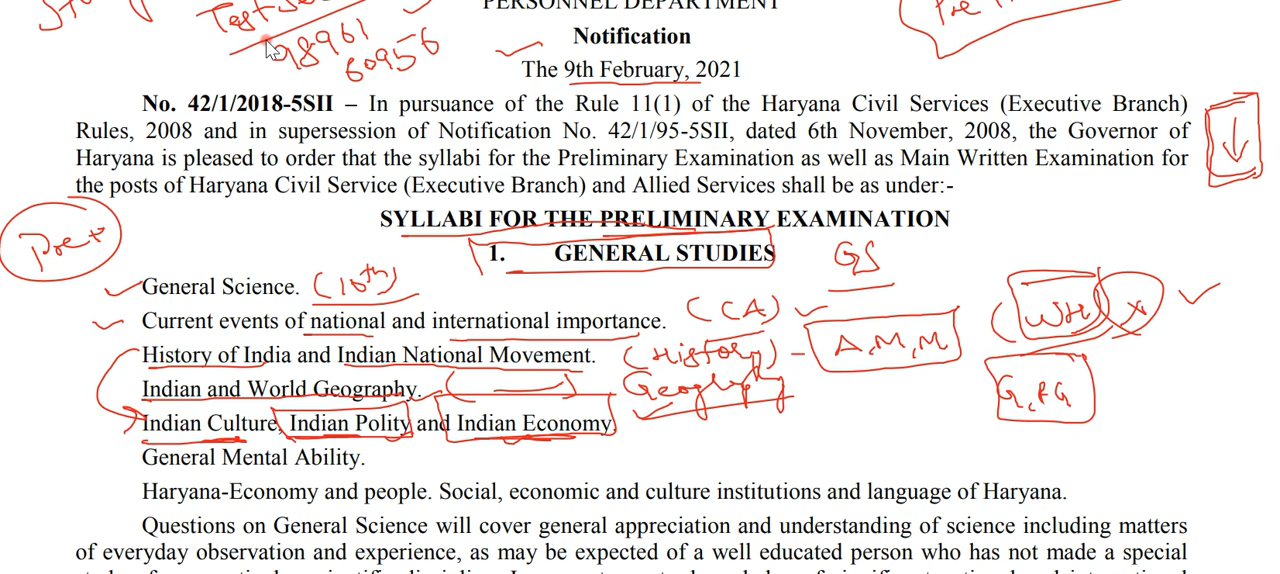 PERSONNEL DEPARTMENT
Test Se
98961
60956
Pre
Notification
The 9th February, 2021
No. 42/1/2018-5SII – In pursuance of the Rule 11(1) of the Haryana Civil Services (Executive Branch)
Rules, 2008 and in supersession of Notification No. 42/1/95-5SII, dated 6th November, 2008, the Governor of
Haryana is pleased to order that the syllabi for the Preliminary Examination as well as Main Written Examination for
the posts of Haryana Civil Service (Executive Branch) and Allied Services shall be as under:-
SYLLABI FOR THE PRELIMINARY EXAMINATION
1. GENERAL STUDIES GS
General Science. (10th)
Current events of national and international importance. (CA) (WH) x
History of India and Indian National Movement. (History) – A,M,M
Indian and World Geography. Geography
Indian Culture, Indian Polity and Indian Economy.
General Mental Ability.
Haryana-Economy and people. Social, economic and culture institutions and language of Haryana.
Questions on General Science will cover general appreciation and understanding of science including matters
of everyday observation and experience, as may be expected of a well educated person who has not made a special